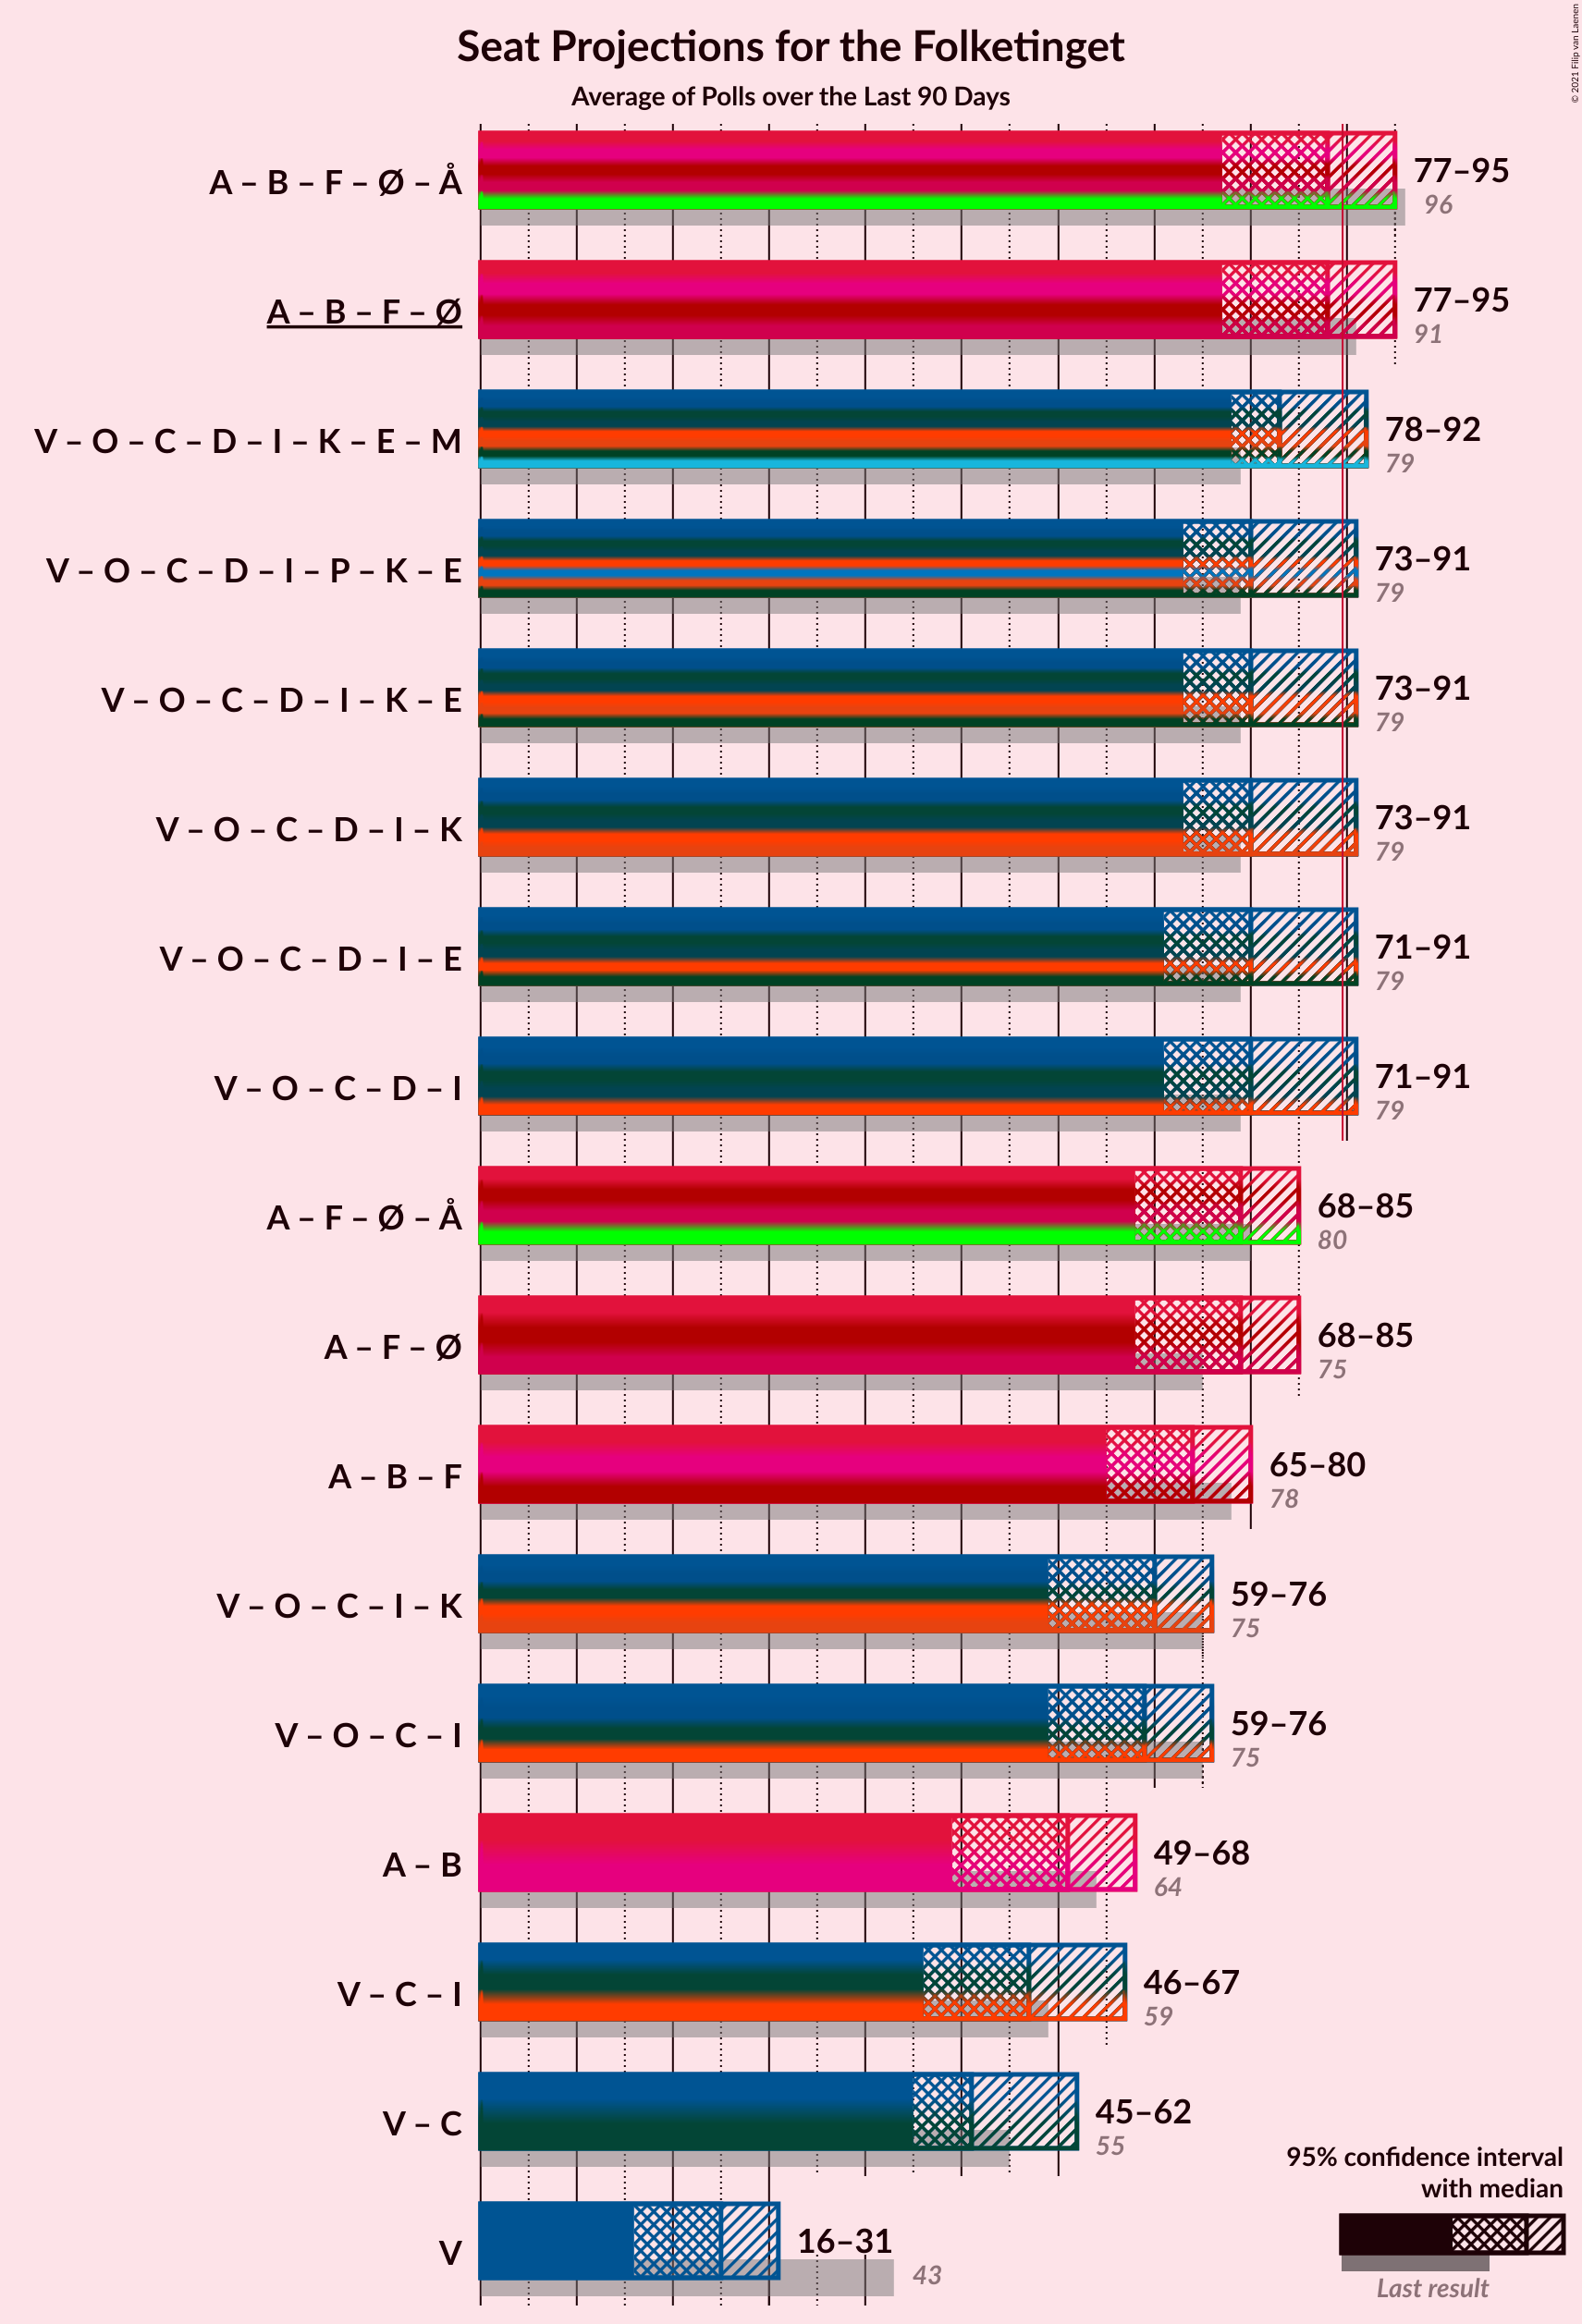 Seat Projections for the Folketinget
Average of Polls over the Last 90 Days
© 2021 Filip van Laenen
A – B – F – Ø – Å
77–95
96
A – B – F – Ø
77–95
91
V – O – C – D – I – K – E – M
78–92
79
V – O – C – D – I – P – K – E
73–91
79
V – O – C – D – I – K – E
73–91
79
V – O – C – D – I – K
73–91
79
V – O – C – D – I – E
71–91
79
V – O – C – D – I
71–91
79
A – F – Ø – Å
68–85
80
A – F – Ø
68–85
75
A – B – F
65–80
78
V – O – C – I – K
59–76
75
V – O – C – I
59–76
75
A – B
49–68
64
V – C – I
46–67
59
V – C
45–62
55
V
16–31
43
95% confidence interval
with median
Last result